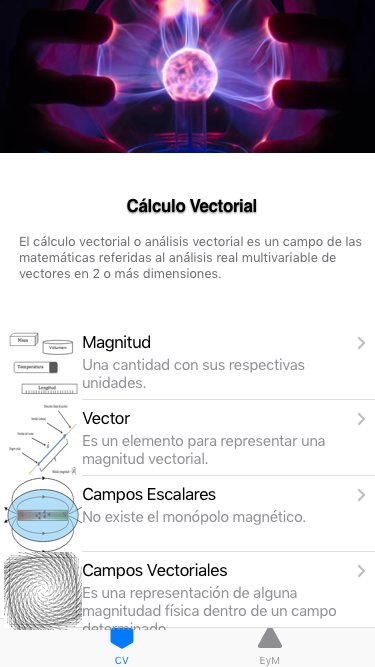 Cálculo Vectorial
El cálculo vectorial o análisis vectorial es un campo de las
matemáticas referidas al análisis real multivariable de
vectores en 2 o más dimensiones.
Masa
Volumen
Temperatura
Longitud
Magnitud
Una cantidad con sus respectivas
unidades.
Vector
Es un elemento para representar una
magnitud vectorial.
Campos Escalares
No existe el monópolo magnético.
Campos Vectoriales
Es una representación de alguna
magnitudad física dentro de un campo
determinado
CV
EyM